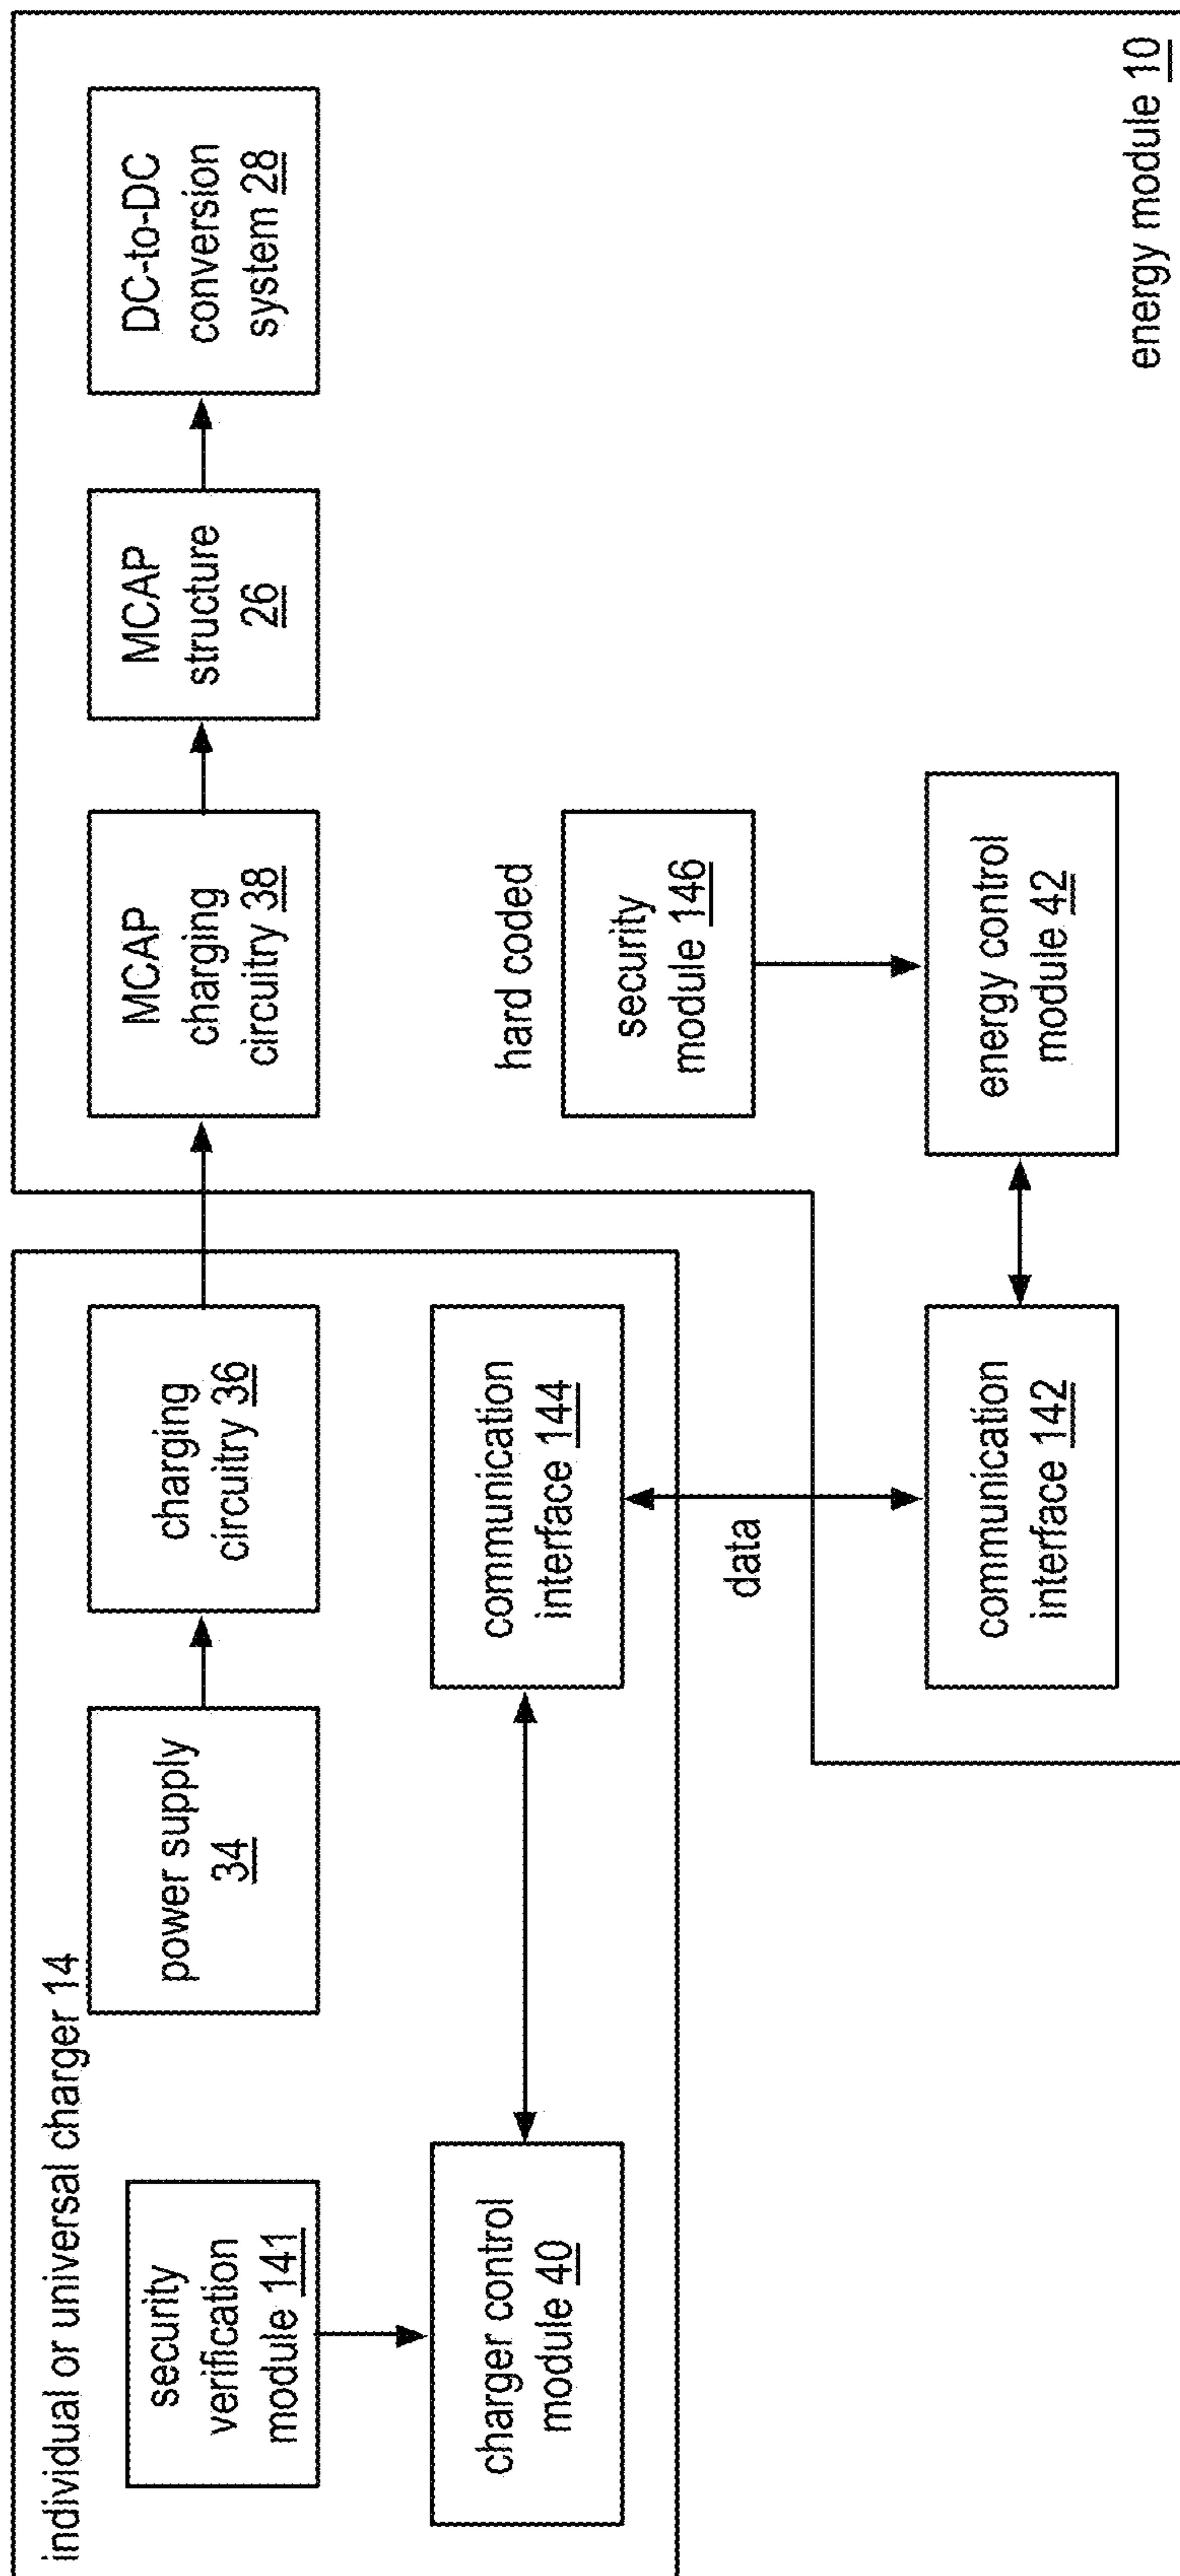 individual or universal charger 14
security
verification
module 141
power supply
34
charging
circuitry 36
MCAP
charging
circuitry 38
MCAP
structure
26
DC-to-DC
conversion
system 28
charger control
module 40
communication
interface 144
hard coded
security
module 146
data
communication
interface 142
energy control
module 42
energy module 10